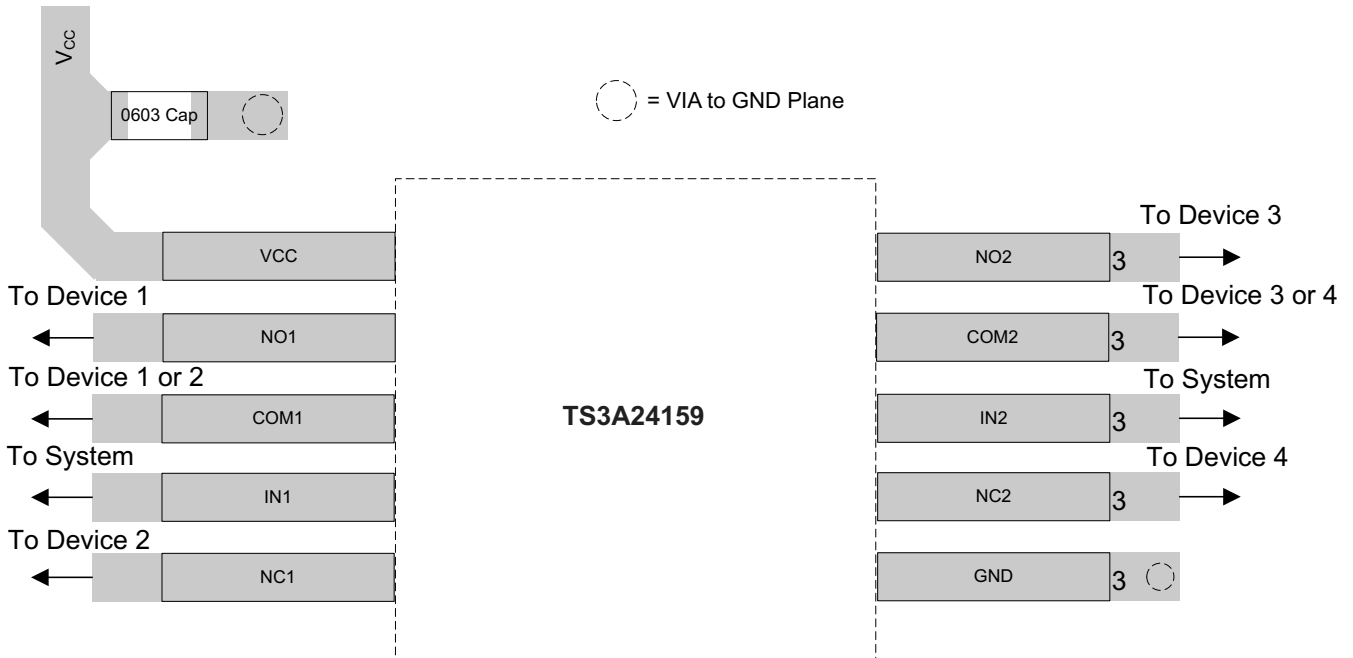 VCC
0603 Cap
= VIA to GND Plane
To Device 3
VCC
NO2
3
To Device 1
To Device 3 or 4
NO1
COM2
3
To Device 1 or 2
To System
COM1
TS3A24159
IN2
3
To System
To Device 4
IN1
NC2
3
To Device 2
NC1
GND
3